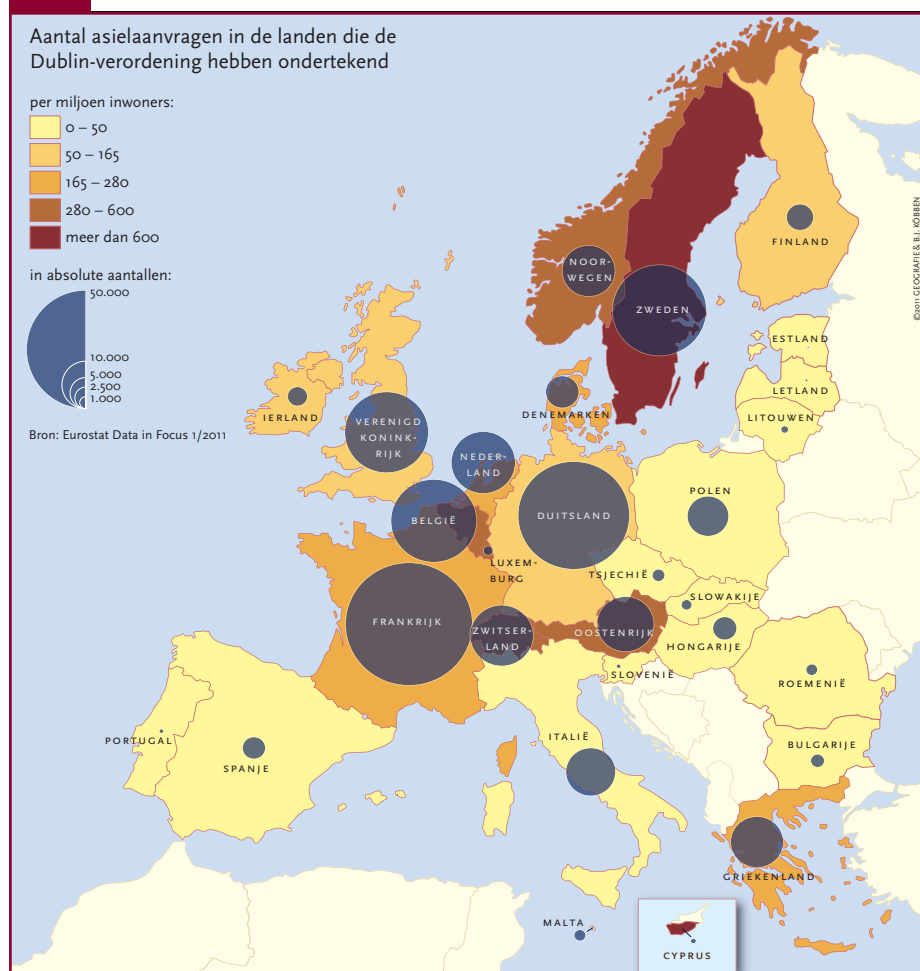 Aantal asielaanvragen in de landen die de
Dublin-verordening hebben ondertekend
per miljoen inwoners:
0 – 50
50 – 165
165 – 280
280 – 600
meer dan 600
in absolute aantallen:
50.000
10.000
5.000
2.500
1.000
Bron: Eurostat Data in Focus 1/2011
©2011 GEOGRAFIE & B.J. KÖBBEN
NOOR-
WEGEN
FINLAND
ZWEDEN
ESTLAND
LETLAND
LITOUWEN
IERLAND
VERENIGD
KONINK-
RIJK
DENEMARKEN
NEDER-
LAND
BELGIË
DUITSLAND
POLEN
LUXEM-
BURG
TSJECHIË
SLOWAKIJE
FRANKRIJK
ZWITSER-
LAND
OOSTENRIJK
HONGARIJE
SLOVENIË
ROEMENIË
PORTUGAL
SPANJE
ITALIË
BULGARIJE
GRIEKENLAND
MALTA
CYPRUS